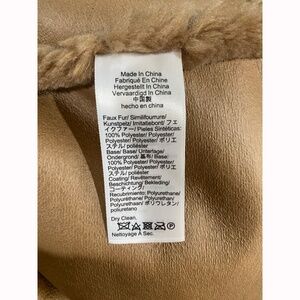 Made In China
Fabriqué En Chine
Hergestellt In China
Vervaardigd In China
中国製
hecho en china
Faux Fur/ Similifourrure/
Kunstpelz/ Imitatiebont/ フェ
イクファー/ Pieles Sintéticas:
100% Polyester/ Polyester/
Polyester/ Polyester/ ポリエ
ステル/ poliéster
Base/ Base/ Unterlage/
Ondergrond/ 基布/ Base:
100% Polyester/ Polyester/
Polyester/ Polyester/ ポリエ
ステル/ poliéster
Coating/ Revêtement/
Beschichtung/ Bekleding/
コーティング/
Recubrimiento: Polyurethane/
Polyuréthane/ Polyurethan/
Polyurethaan/ ポリウレタン/
poliuretano
Dry Clean.
Nettoyage A Sec.